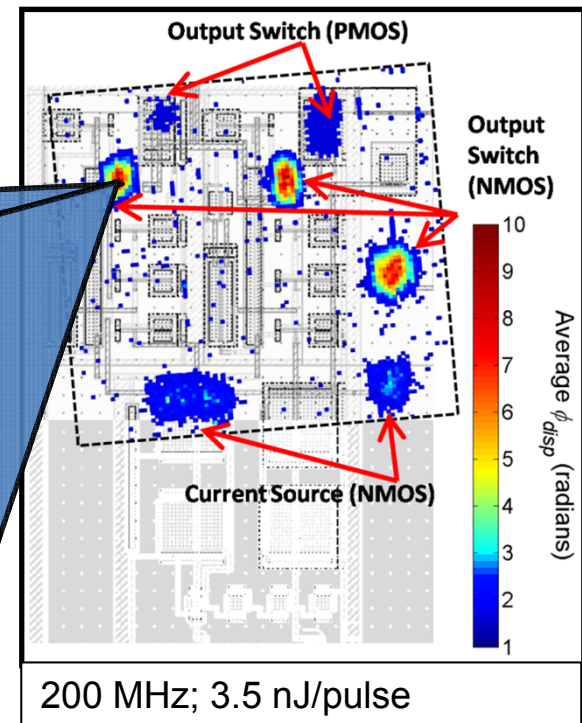 Output Switch (PMOS)
Output
Switch
(NMOS)
10
9
8
7
6
5
4
3
2
1
Average ϕdisp (radians)
Current Source (NMOS)
200 MHz; 3.5 nJ/pulse